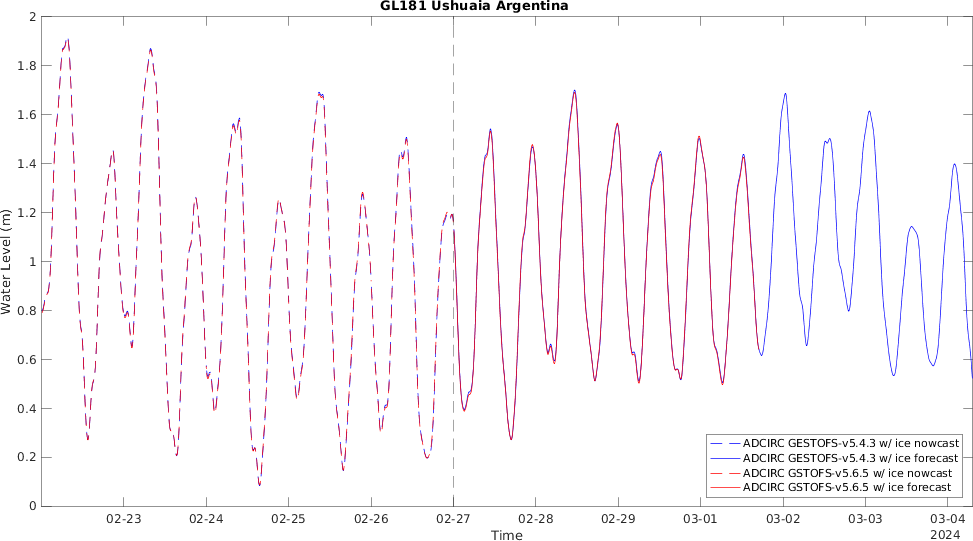 GL181 Ushuaia Argentina
2
1.8
1.6
1.4
1.2
1
0.8
0.6
0.4
0.2
0
Water Level (m)
ADCIRC GESTOFS-v5.4.3 w/ ice nowcast
ADCIRC GESTOFS-v5.4.3 w/ ice forecast
ADCIRC GSTOFS-v5.6.5 w/ ice nowcast
ADCIRC GSTOFS-v5.6.5 w/ ice forecast
02-23 02-24 02-25 02-26 02-27 02-28 02-29 03-01 03-02 03-03 03-04
Time 2024